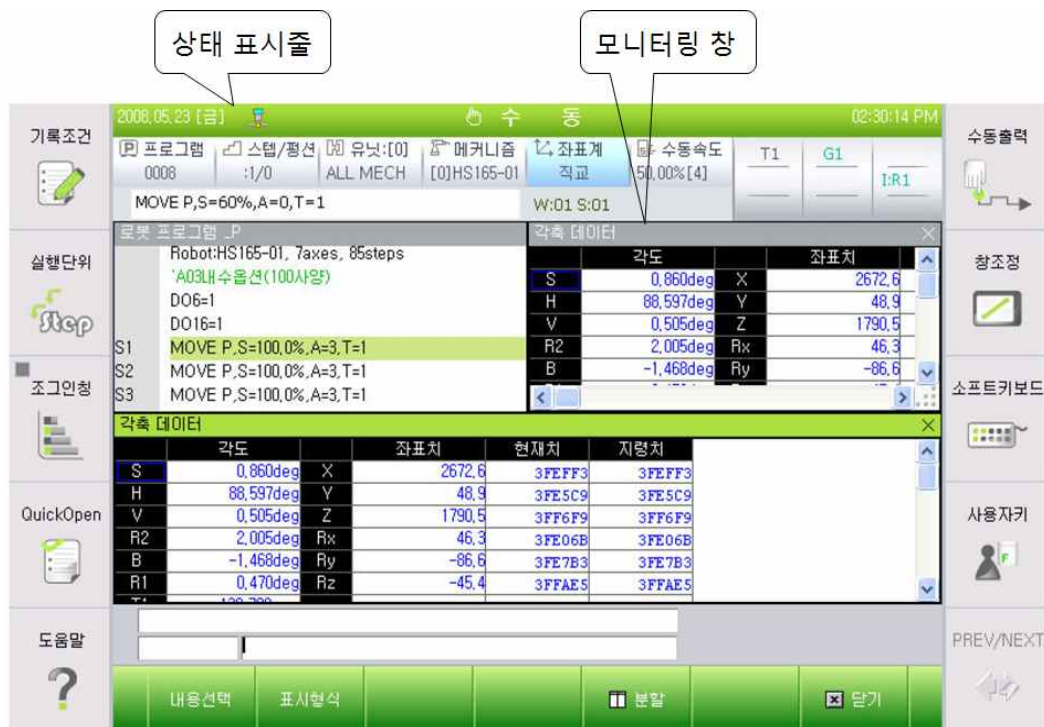 상태 표시줄
모니터링 창
2008.05.23 [금] 수 동 02:30:14 PM
기록조건
프로그램 스텝/펑션 유닛:[0] 메커니즘 좌표계 수동속도 T1 G1
0008 :1/0 ALL MECH [0]HS165-01 직교 50.00%[4] I:R1
MOVE P,S=60%,A=0,T=1 W:01 S:01
수동출력
로봇 프로그램 _P
Robot:HS165-01, 7axes, 85steps
'A03내수옵션(100사양)
DO6=1
DO16=1
S1 MOVE P,S=100.0%,A=3,T=1
S2 MOVE P,S=100.0%,A=3,T=1
S3 MOVE P,S=100.0%,A=3,T=1
각축 데이터
각도 좌표치
S 0.860deg X 2672.6
H 88.597deg Y 48.9
V 0.505deg Z 1790.5
R2 2.005deg Rx 46.3
B -1.468deg Ry -86.6
실행단위
Step
창조정
조그인칭
소프트키보드
각축 데이터
각도 좌표치 현재치 지령치
S 0.860deg X 2672.6 3FEFF3 3FEFF3
H 88.597deg Y 48.9 3FE5C9 3FE5C9
V 0.505deg Z 1790.5 3FF6F9 3FF6F9
R2 2.005deg Rx 46.3 3FE06B 3FE06B
B -1.468deg Ry -86.6 3FE7B3 3FE7B3
R1 0.470deg Rz -45.4 3FFAE5 3FFAE5
QuickOpen
사용자키
F
도움말
PREV/NEXT
내용선택 표시형식 분할 닫기